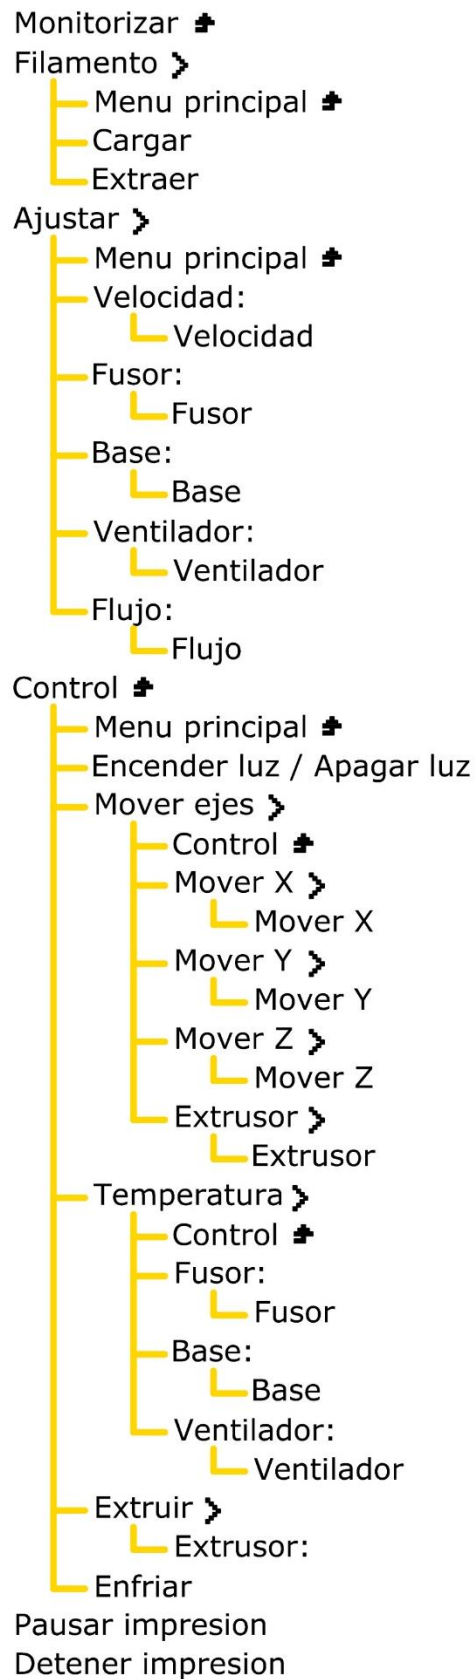 Monitorizar
Filamento
Menu principal
Cargar
Extraer
Ajustar
Menu principal
Velocidad:
Velocidad
Fusor:
Fusor
Base:
Base
Ventilador:
Ventilador
Flujo:
Flujo
Control
Menu principal
Encender luz / Apagar luz
Mover ejes
Control
Mover X
Mover X
Mover Y
Mover Y
Mover Z
Mover Z
Extrusor
Extrusor
Temperatura
Control
Fusor:
Fusor
Base:
Base
Ventilador:
Ventilador
Extruir
Extrusor:
Enfriar
Pausar impresion
Detener impresion